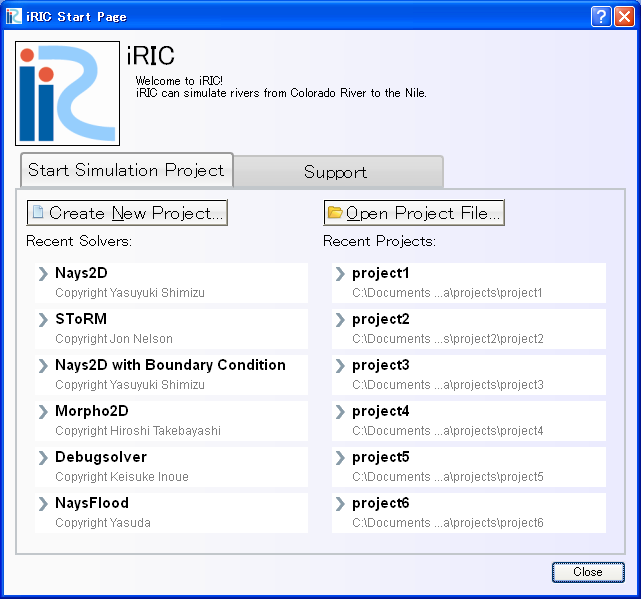 iRIC Start Page
iRIC
iRIC
Welcome to iRIC!
iRIC can simulate rivers from Colorado River to the Nile.
Start Simulation Project
Support
Create New Project...
Open Project File...
Recent Solvers:
Nays2D
Copyright Yasuyuki Shimizu
SToRM
Copyright Jon Nelson
Nays2D with Boundary Condition
Copyright Yasuyuki Shimizu
Morpho2D
Copyright Hiroshi Takebayashi
Debugsolver
Copyright Keisuke Inoue
NaysFlood
Copyright Yasuda
Recent Projects:
project1
C:\Documents ...a\projects\project1
project2
C:\Documents ...s\project2\project2
project3
C:\Documents ...a\projects\project3
project4
C:\Documents ...a\projects\project4
project5
C:\Documents ...a\projects\project5
project6
C:\Documents ...a\projects\project6
Close